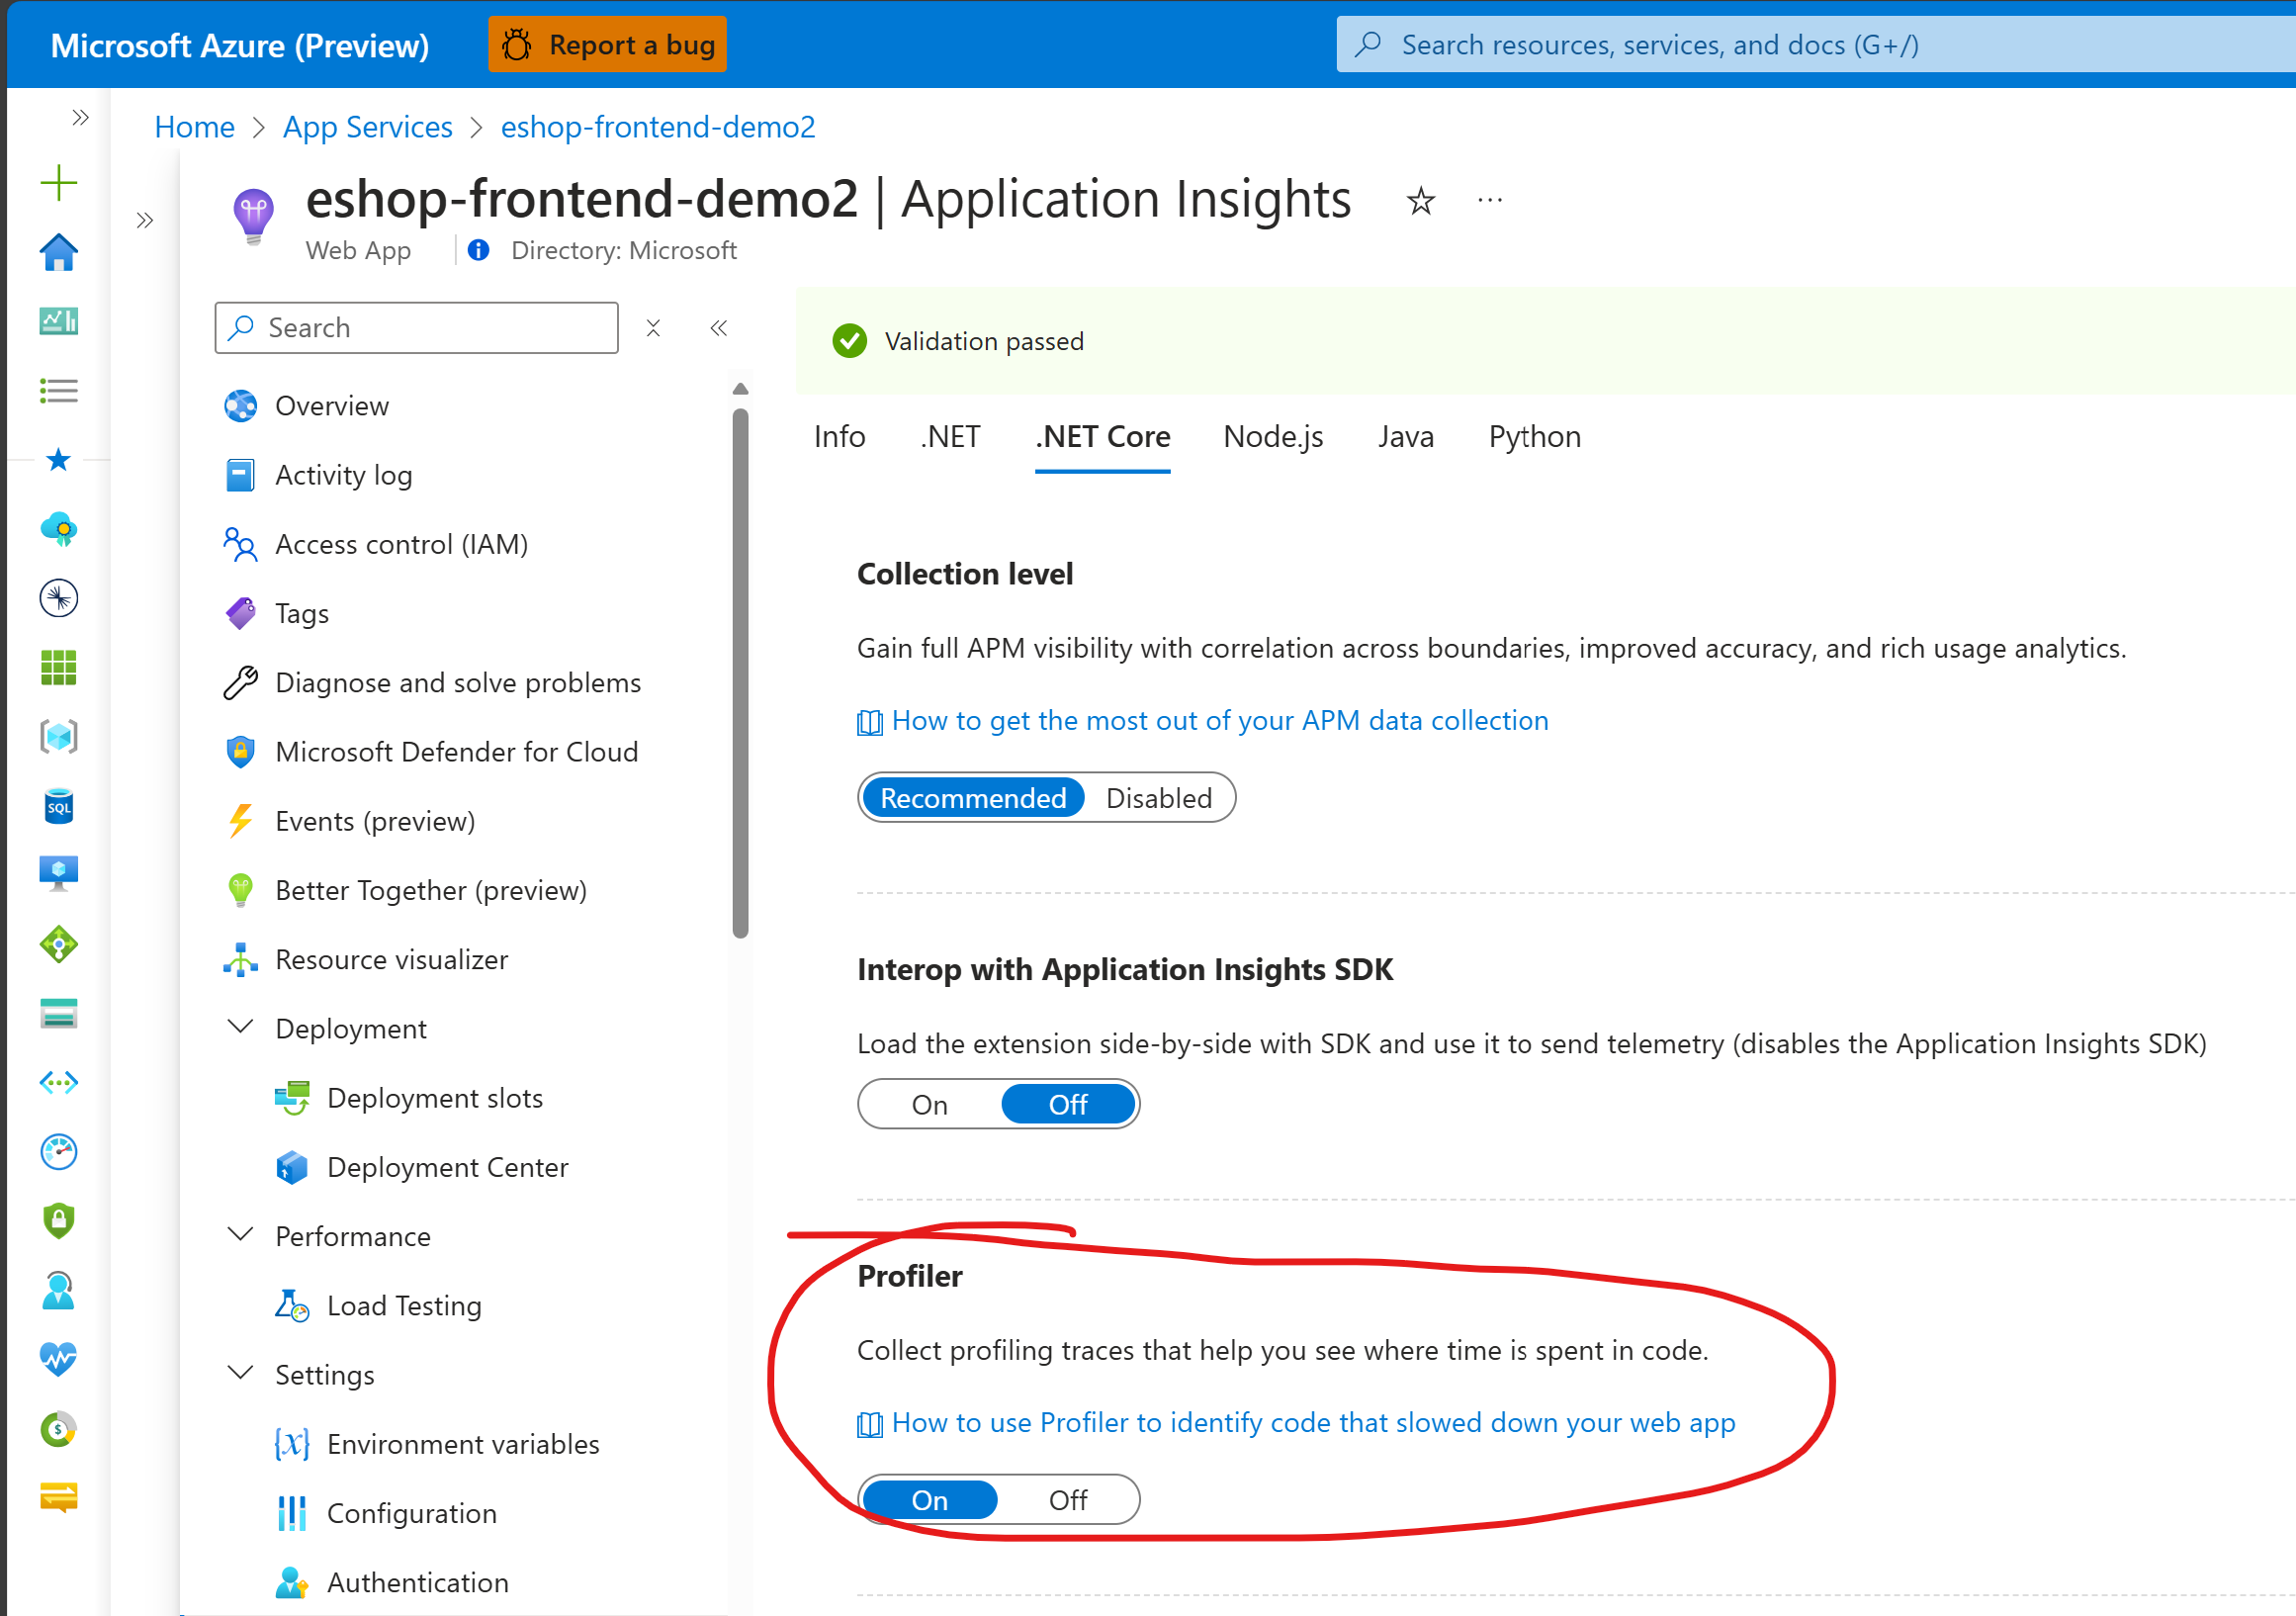 Microsoft Azure (Preview)
Report a bug
Search resources, services, and docs (G+/)
Home > App Services > eshop-frontend-demo2
eshop-frontend-demo2 | Application Insights
Web App
Directory: Microsoft
Search
Overview
Activity log
Access control (IAM)
Tags
Diagnose and solve problems
Microsoft Defender for Cloud
Events (preview)
Better Together (preview)
Resource visualizer
Deployment
Deployment slots
Deployment Center
Performance
Load Testing
Settings
Environment variables
Configuration
Authentication
SQL
Validation passed
Info .NET .NET Core Node.js Java Python
Collection level
Gain full APM visibility with correlation across boundaries, improved accuracy, and rich usage analytics.
How to get the most out of your APM data collection
Recommended Disabled
Interop with Application Insights SDK
Load the extension side-by-side with SDK and use it to send telemetry (disables the Application Insights SDK)
On Off
Profiler
Collect profiling traces that help you see where time is spent in code.
How to use Profiler to identify code that slowed down your web app
On Off